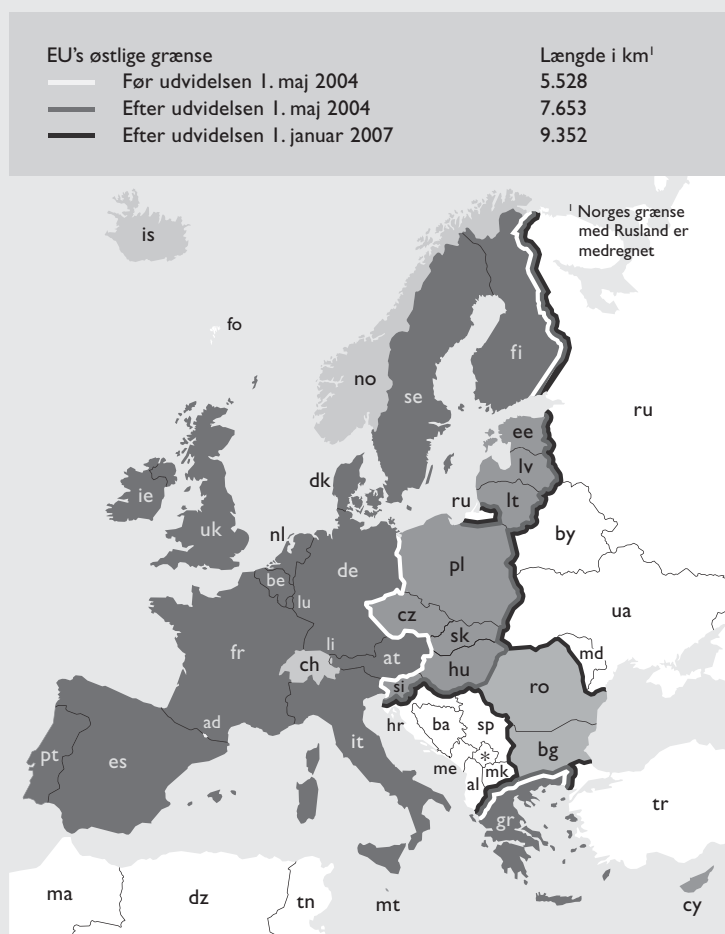 EU's østlige grænse Længde i km¹
Før udvidelsen 1. maj 2004 5.528
Efter udvidelsen 1. maj 2004 7.653
Efter udvidelsen 1. januar 2007 9.352
¹ Norges grænse
med Rusland er
medregnet
is
fo
no
se
fi
ru
ee
lv
lt
ru
dk
ie
uk
nl
by
de
pl
be
lu
ua
cz
sk
li
fr
ch
at
hu
md
si
ro
ad
hr
ba
sp
it
pt
es
bg
*
me
mk
al
tr
gr
ma
dz
tn
mt
cy